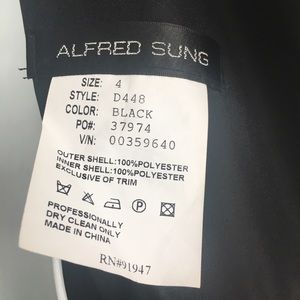 ALFRED SUNG
SIZE: 4
STYLE: D448
COLOR: BLACK
PO#: 37974
V/N: 00359640
OUTER SHELL:100%POLYESTER
INNER SHELL:100%POLYESTER
EXCLUSIVE OF TRIM
PROFESSIONALLY
DRY CLEAN ONLY
MADE IN CHINA
RN#91947